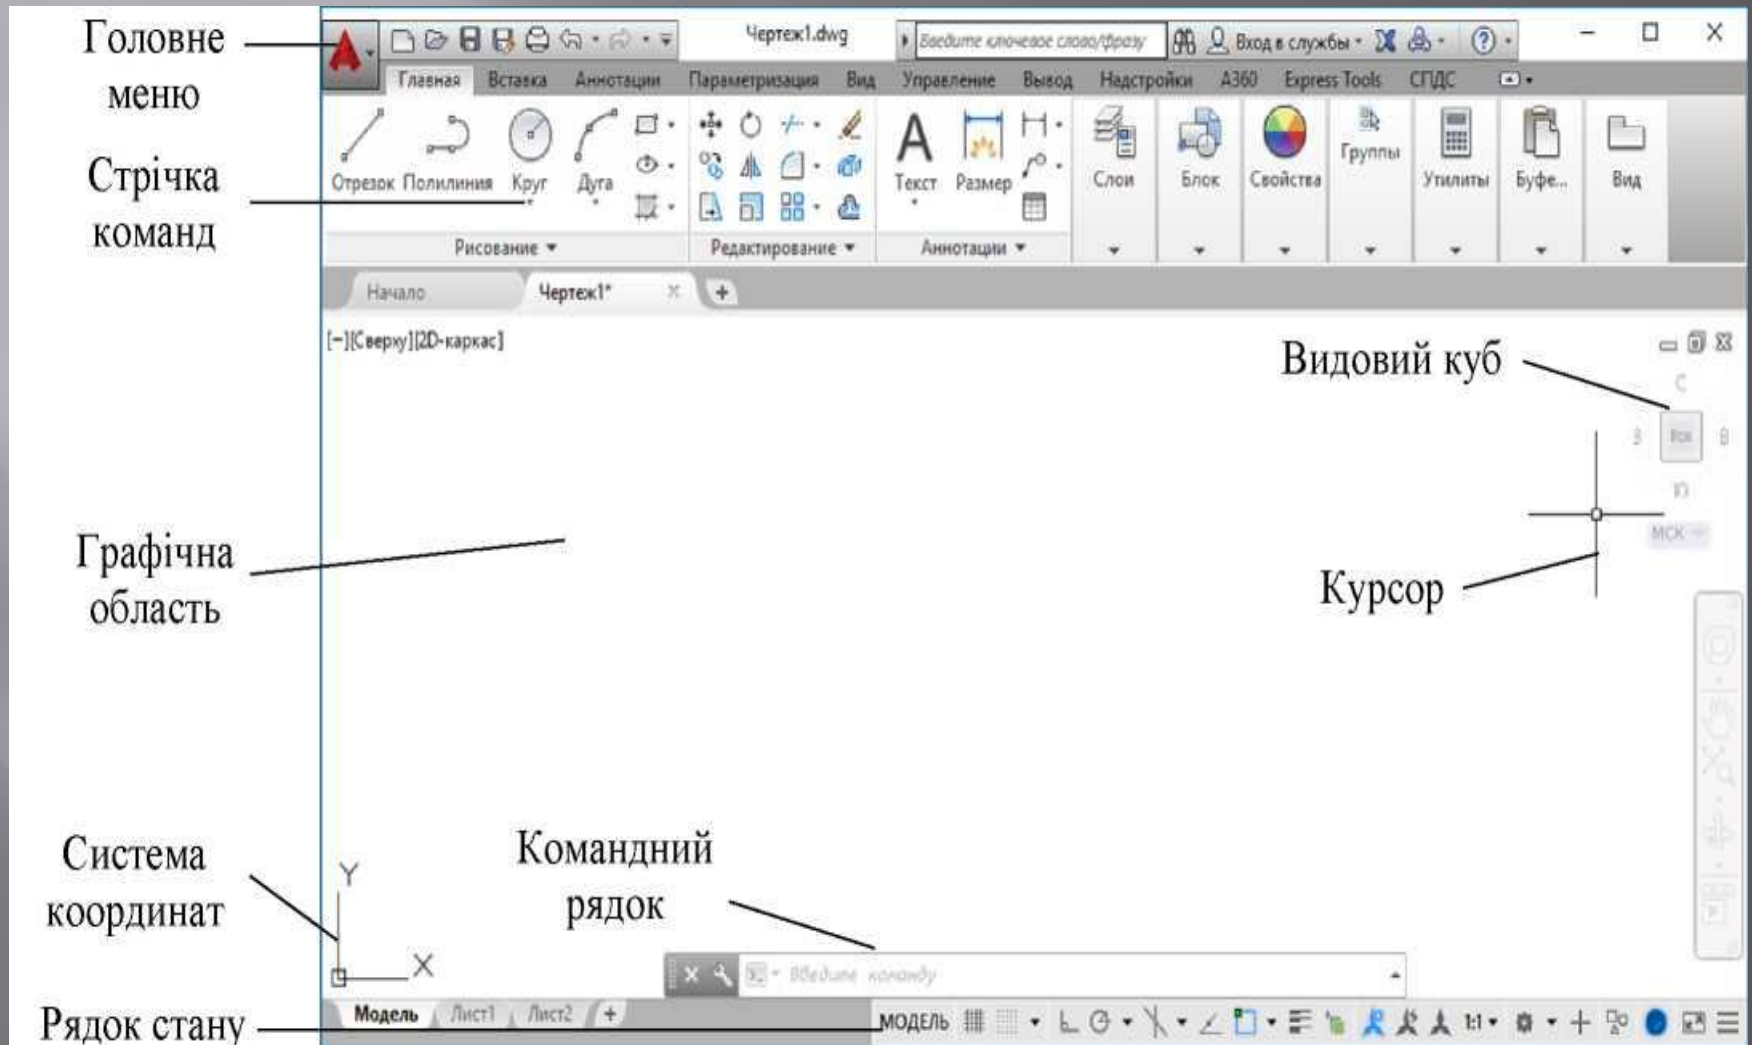 Головне
меню
Стрічка
команд
Графічна
область
Система
координат
Рядок стану
Чертеж1.dwg
Введите ключевое слово/фразу
Вход в службы
?
Главная Вставка Аннотации Параметризация Вид Управление Вывод Надстройки A360 Express Tools СПДС
Отрезок Полилиния Круг Дуга
A
Текст Размер
Слои Блок Свойства Группы Утилиты Буфе... Вид
Рисование Редактирование Аннотации
Начало Чертеж1* +
[−][Сверху][2D-каркас]
Видовий куб
С
З В
Ю
МСК
Курсор
Командний
рядок
Y
X
Введите команду
Модель Лист1 Лист2 +
МОДЕЛЬ 1:1